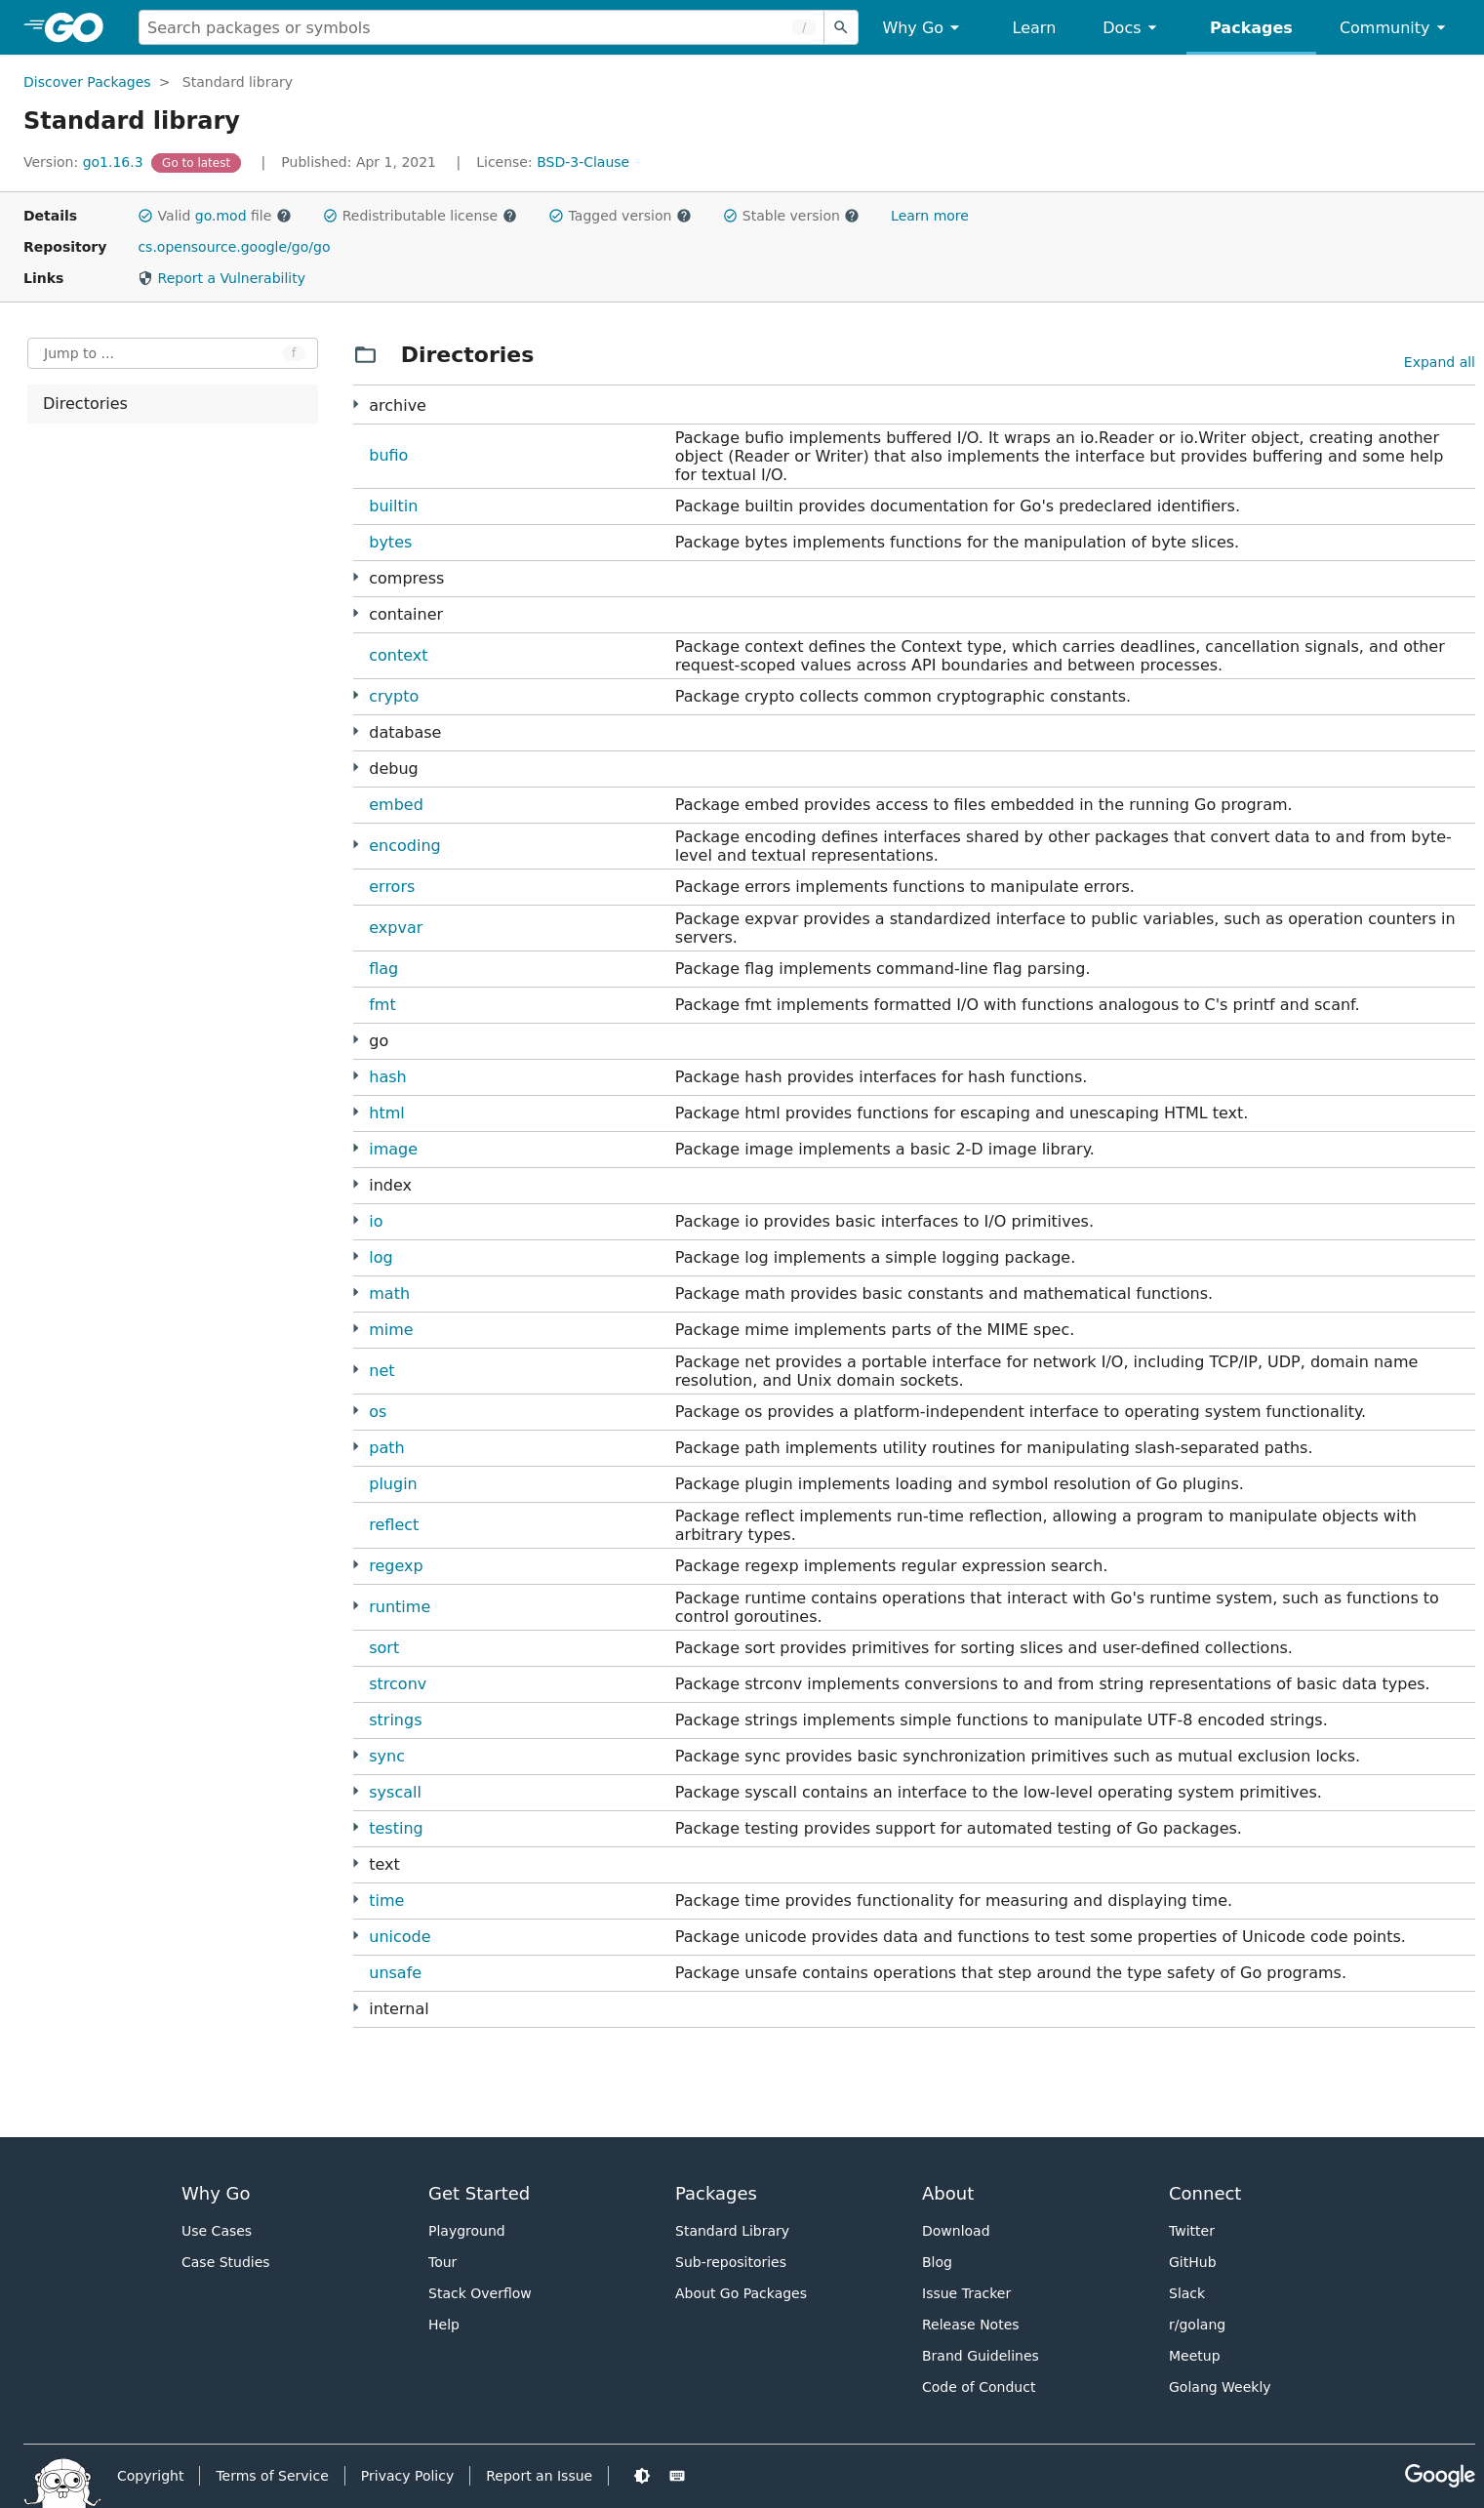 GO
Search packages or symbols /
Why Go
Learn
Docs
Packages
Community
Discover Packages > Standard library
Standard library
Version: go1.16.3 Go to latest | Published: Apr 1, 2021 | License: BSD-3-Clause
Details Valid go.mod file Redistributable license Tagged version Stable version Learn more
Repository cs.opensource.google/go/go
Links Report a Vulnerability
Jump to ... f
Directories
Directories
Expand all
archive
bufio
Package bufio implements buffered I/O. It wraps an io.Reader or io.Writer object, creating another
object (Reader or Writer) that also implements the interface but provides buffering and some help
for textual I/O.
builtin Package builtin provides documentation for Go's predeclared identifiers.
bytes Package bytes implements functions for the manipulation of byte slices.
compress
container
context
Package context defines the Context type, which carries deadlines, cancellation signals, and other
request-scoped values across API boundaries and between processes.
crypto Package crypto collects common cryptographic constants.
database
debug
embed Package embed provides access to files embedded in the running Go program.
encoding
Package encoding defines interfaces shared by other packages that convert data to and from byte-
level and textual representations.
errors Package errors implements functions to manipulate errors.
expvar
Package expvar provides a standardized interface to public variables, such as operation counters in
servers.
flag Package flag implements command-line flag parsing.
fmt Package fmt implements formatted I/O with functions analogous to C's printf and scanf.
go
hash Package hash provides interfaces for hash functions.
html Package html provides functions for escaping and unescaping HTML text.
image Package image implements a basic 2-D image library.
index
io Package io provides basic interfaces to I/O primitives.
log Package log implements a simple logging package.
math Package math provides basic constants and mathematical functions.
mime Package mime implements parts of the MIME spec.
net
Package net provides a portable interface for network I/O, including TCP/IP, UDP, domain name
resolution, and Unix domain sockets.
os Package os provides a platform-independent interface to operating system functionality.
path Package path implements utility routines for manipulating slash-separated paths.
plugin Package plugin implements loading and symbol resolution of Go plugins.
reflect
Package reflect implements run-time reflection, allowing a program to manipulate objects with
arbitrary types.
regexp Package regexp implements regular expression search.
runtime
Package runtime contains operations that interact with Go's runtime system, such as functions to
control goroutines.
sort Package sort provides primitives for sorting slices and user-defined collections.
strconv Package strconv implements conversions to and from string representations of basic data types.
strings Package strings implements simple functions to manipulate UTF-8 encoded strings.
sync Package sync provides basic synchronization primitives such as mutual exclusion locks.
syscall Package syscall contains an interface to the low-level operating system primitives.
testing Package testing provides support for automated testing of Go packages.
text
time Package time provides functionality for measuring and displaying time.
unicode Package unicode provides data and functions to test some properties of Unicode code points.
unsafe Package unsafe contains operations that step around the type safety of Go programs.
internal
Why Go
Use Cases
Case Studies
Get Started
Playground
Tour
Stack Overflow
Help
Packages
Standard Library
Sub-repositories
About Go Packages
About
Download
Blog
Issue Tracker
Release Notes
Brand Guidelines
Code of Conduct
Connect
Twitter
GitHub
Slack
r/golang
Meetup
Golang Weekly
Copyright
Terms of Service
Privacy Policy
Report an Issue
Google